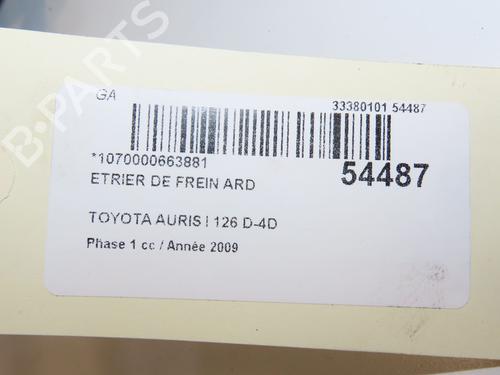 GA
33380101 54487
*1070000663881
54487
ETRIER DE FREIN ARD
TOYOTA AURIS I 126 D-4D
Phase 1 cc / Année 2009
B-PARTS